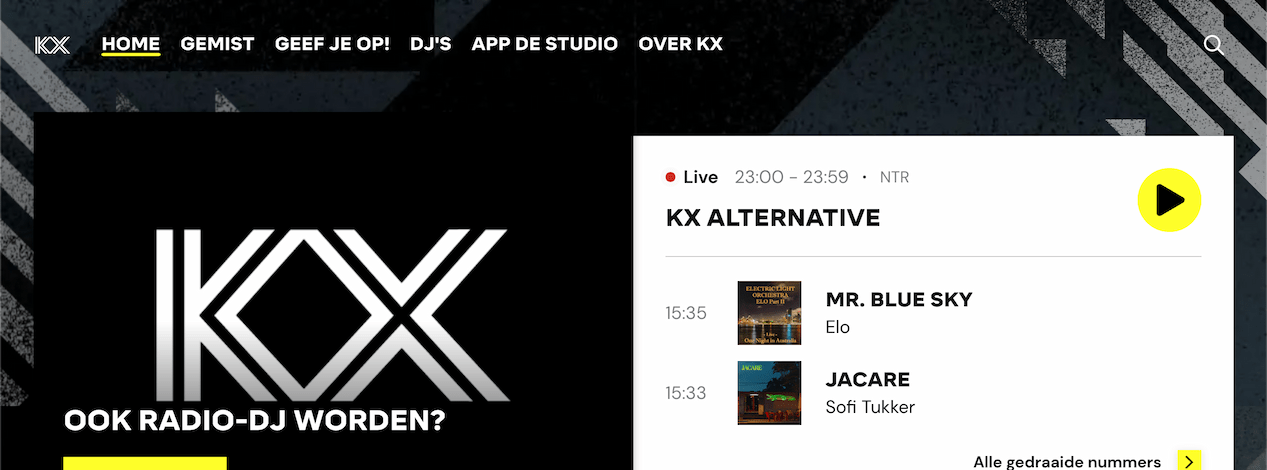 KX HOME GEMIST GEEF JE OP! DJ'S APP DE STUDIO OVER KX
KX
OOK RADIO-DJ WORDEN?
Live 23:00 - 23:59 • NTR
KX ALTERNATIVE
15:35
ELECTRIC LIGHT
ORCHESTRA
ELO Part II
- Live -
One Night in Australia
MR. BLUE SKY
Elo
15:33
JACARE
JACARE
Sofi Tukker
Alle gedraaide nummers